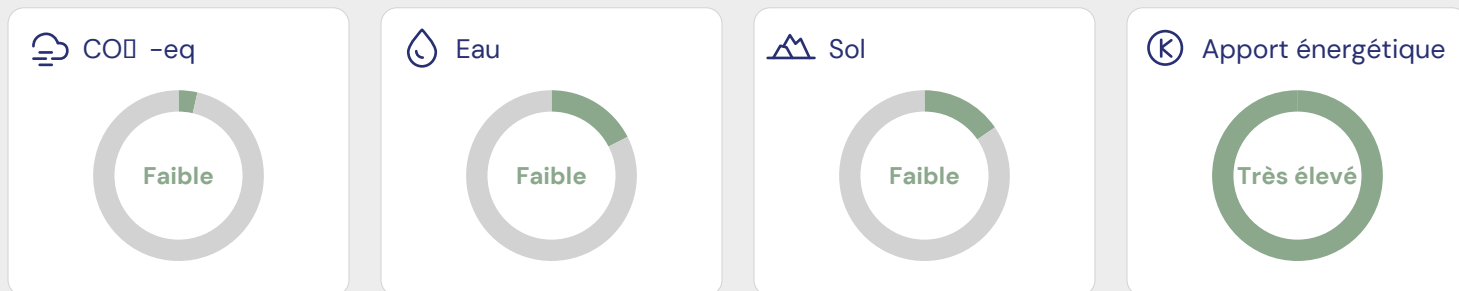 CO▯ -eq
Eau
Sol
Apport énergétique
Faible
Faible
Faible
Très élevé